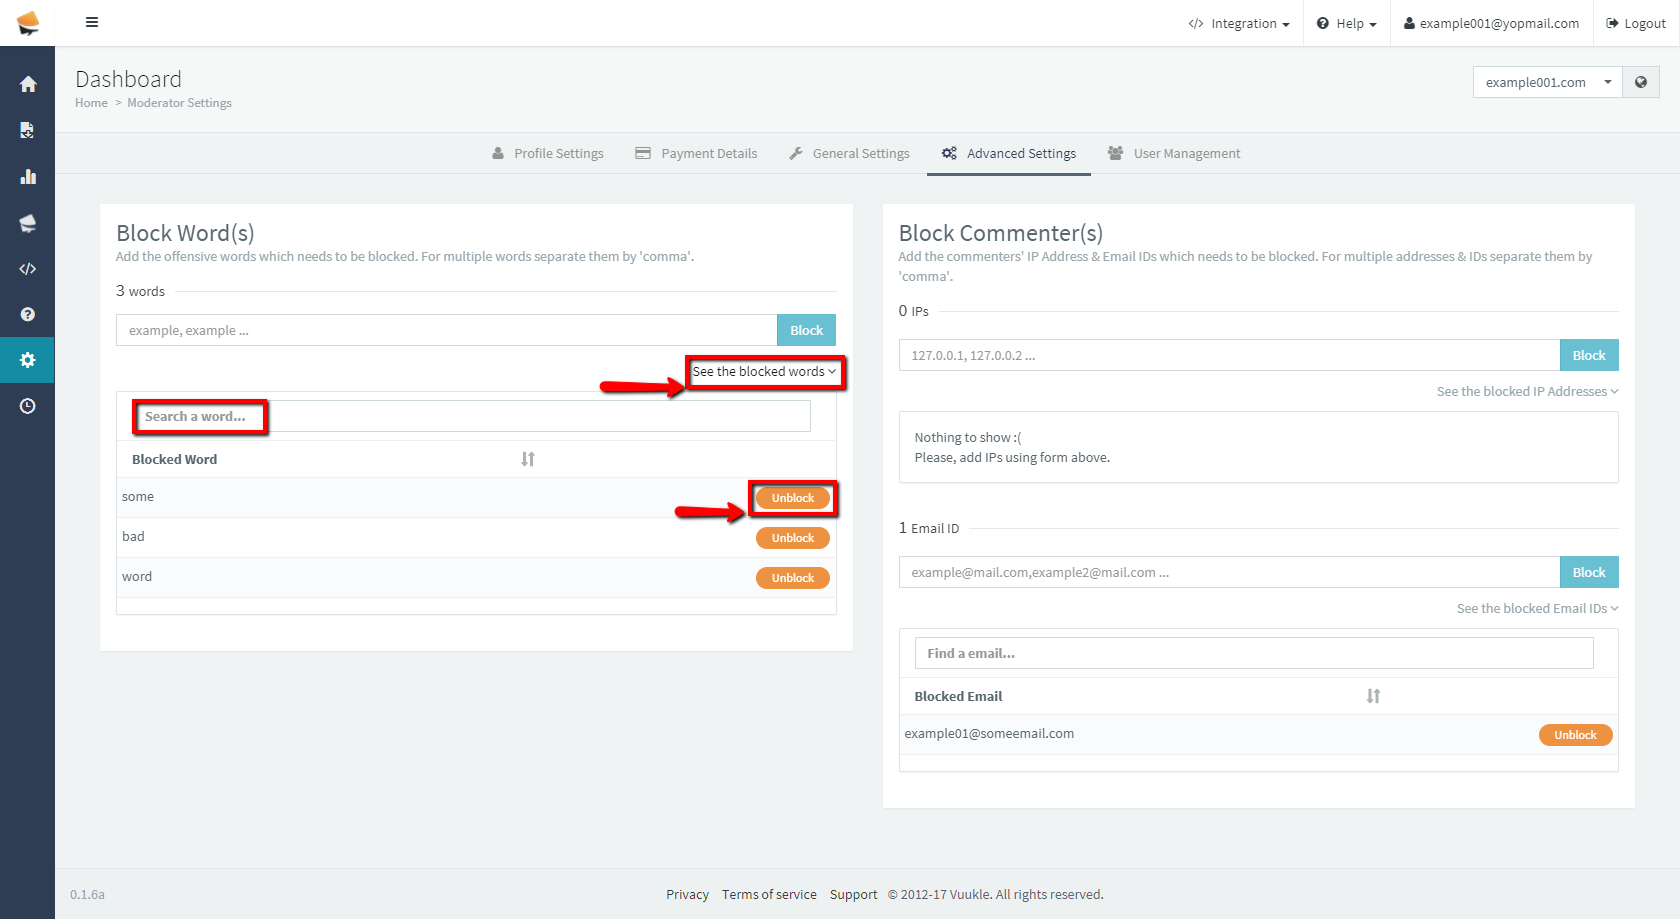 Integration
Help
example001@yopmail.com
Logout
Dashboard
Home > Moderator Settings
example001.com
Profile Settings
Payment Details
General Settings
Advanced Settings
User Management
Block Word(s)
Add the offensive words which needs to be blocked. For multiple words separate them by 'comma'.
3 words
example, example ...
Block
See the blocked words
Search a word...
Blocked Word
some
Unblock
bad
Unblock
word
Unblock
Block Commenter(s)
Add the commenters' IP Address & Email IDs which needs to be blocked. For multiple addresses & IDs separate them by
'comma'.
0 IPs
127.0.0.1, 127.0.0.2 ...
Block
See the blocked IP Addresses
Nothing to show :(
Please, add IPs using form above.
1 Email ID
example@mail.com,example2@mail.com ...
Block
See the blocked Email IDs
Find a email...
Blocked Email
example01@someemail.com
Unblock
0.1.6a
Privacy
Terms of service
Support
© 2012-17 Vuukle. All rights reserved.